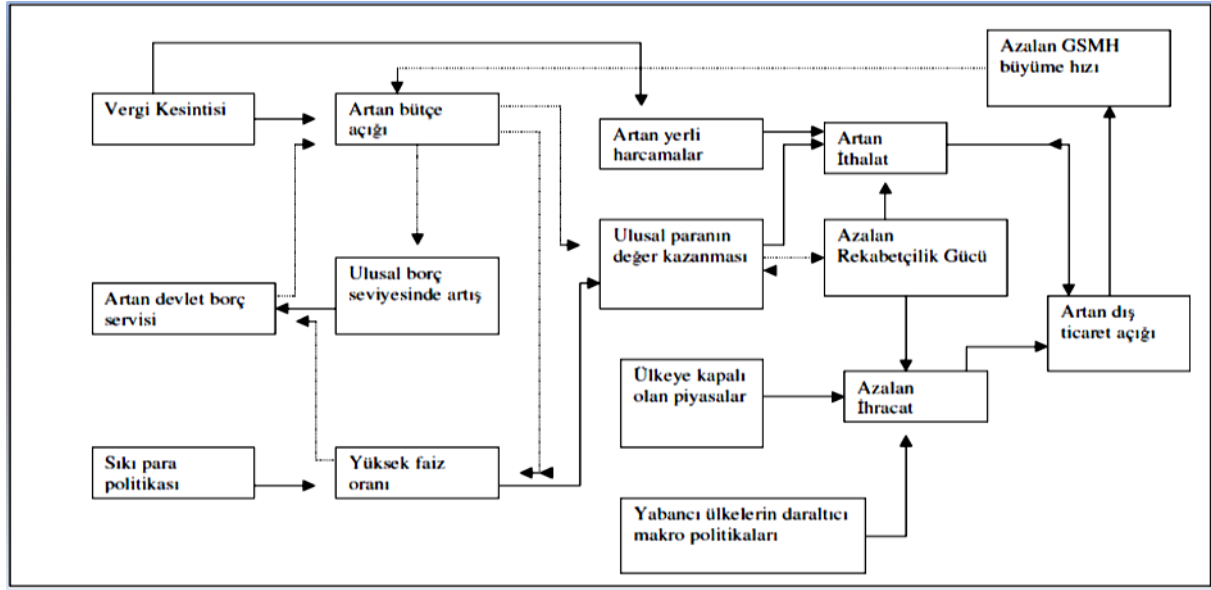 Azalan GSMH
büyüme hızı
Vergi Kesintisi
Artan bütçe
açığı
Artan yerli
harcamalar
Artan
İthalat
Ulusal paranın
değer kazanması
Azalan
Rekabetçilik Gücü
Ulusal borç
seviyesinde artış
Artan devlet borç
servisi
Artan dış
ticaret açığı
Ülkeye kapalı
olan piyasalar
Azalan
İhracat
Sıkı para
politikası
Yüksek faiz
oranı
Yabancı ülkelerin daraltıcı
makro politikaları